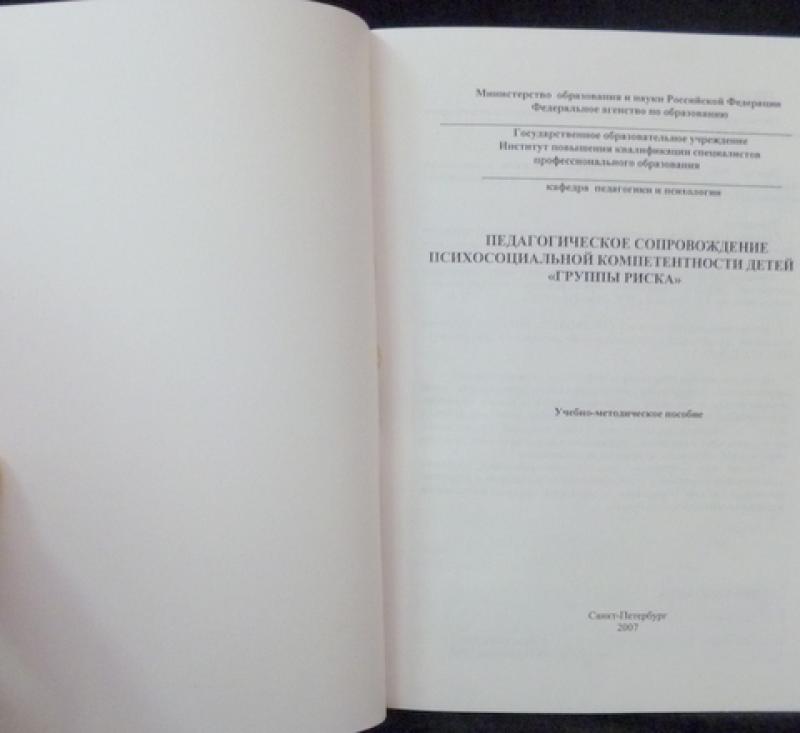 Министерство образования и науки Российской Федерации
Федеральное агенство по образованию
Государственное образовательное учреждение
Институт повышения квалификации специалистов
профессионального образования
кафедра педагогики и психологии
ПЕДАГОГИЧЕСКОЕ СОПРОВОЖДЕНИЕ
ПСИХОСОЦИАЛЬНОЙ КОМПЕТЕНТНОСТИ ДЕТЕЙ
«ГРУППЫ РИСКА»
Учебно-методическое пособие
Санкт-Петербург
2007